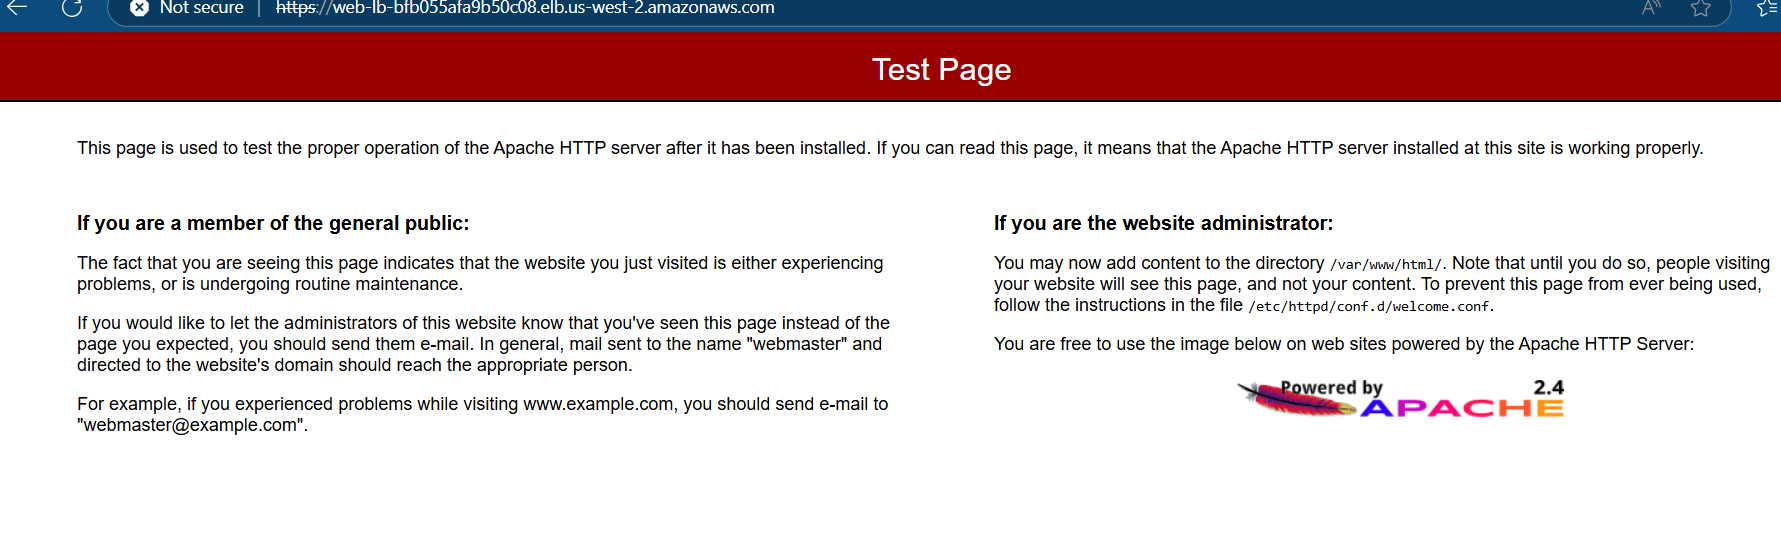 Not secure | https://web-lb-bfb055afa9b50c08.elb.us-west-2.amazonaws.com
Test Page
This page is used to test the proper operation of the Apache HTTP server after it has been installed. If you can read this page, it means that the Apache HTTP server installed at this site is working properly.
If you are a member of the general public:
The fact that you are seeing this page indicates that the website you just visited is either experiencing
problems, or is undergoing routine maintenance.
If you would like to let the administrators of this website know that you've seen this page instead of the
page you expected, you should send them e-mail. In general, mail sent to the name "webmaster" and
directed to the website's domain should reach the appropriate person.
For example, if you experienced problems while visiting www.example.com, you should send e-mail to
"webmaster@example.com".
If you are the website administrator:
You may now add content to the directory /var/www/html/. Note that until you do so, people visiting
your website will see this page, and not your content. To prevent this page from ever being used,
follow the instructions in the file /etc/httpd/conf.d/welcome.conf.
You are free to use the image below on web sites powered by the Apache HTTP Server:
Powered by 2.4
APACHE